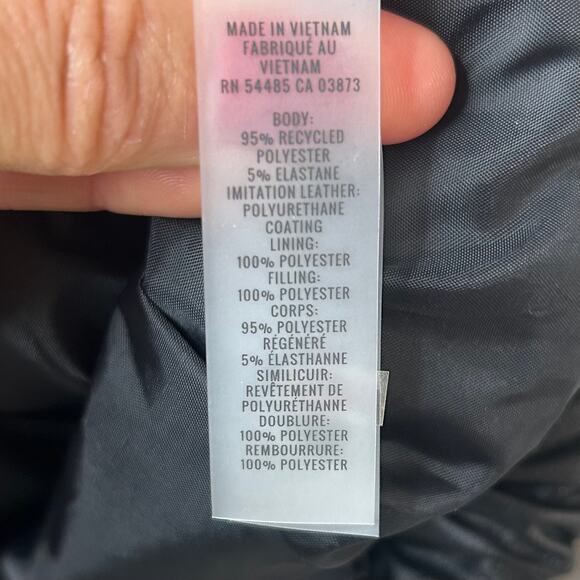 MADE IN VIETNAM
FABRIQUÉ AU
VIETNAM
RN 54485 CA 03873
BODY:
95% RECYCLED
POLYESTER
5% ELASTANE
IMITATION LEATHER:
POLYURETHANE
COATING
LINING:
100% POLYESTER
FILLING:
100% POLYESTER
CORPS:
95% POLYESTER
RÉGÉNÉRÉ
5% ÉLASTHANNE
SIMILICUIR:
REVÊTEMENT DE
POLYURÉTHANNE
DOUBLURE:
100% POLYESTER
REMBOURRURE:
100% POLYESTER